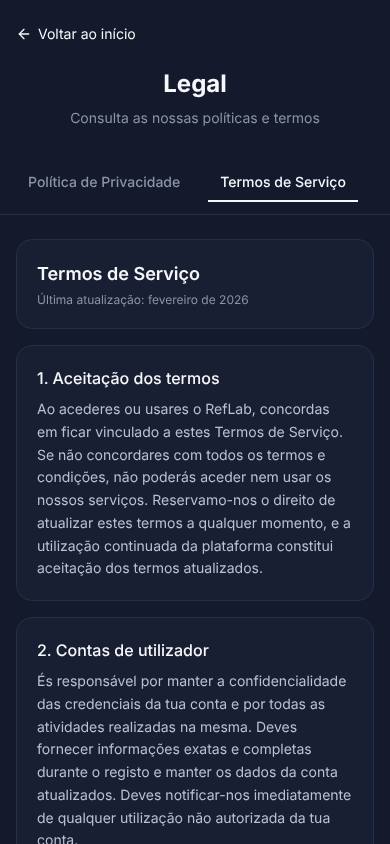 Voltar ao início
Legal
Consulta as nossas políticas e termos
Política de Privacidade
Termos de Serviço
Termos de Serviço
Última atualização: fevereiro de 2026
1. Aceitação dos termos
Ao acederes ou usares o RefLab, concordas
em ficar vinculado a estes Termos de Serviço.
Se não concordares com todos os termos e
condições, não poderás aceder nem usar os
nossos serviços. Reservamo-nos o direito de
atualizar estes termos a qualquer momento, e a
utilização continuada da plataforma constitui
aceitação dos termos atualizados.
2. Contas de utilizador
És responsável por manter a confidencialidade
das credenciais da tua conta e por todas as
atividades realizadas na mesma. Deves
fornecer informações exatas e completas
durante o registo e manter os dados da conta
atualizados. Deves notificar-nos imediatamente
de qualquer utilização não autorizada da tua
conta.